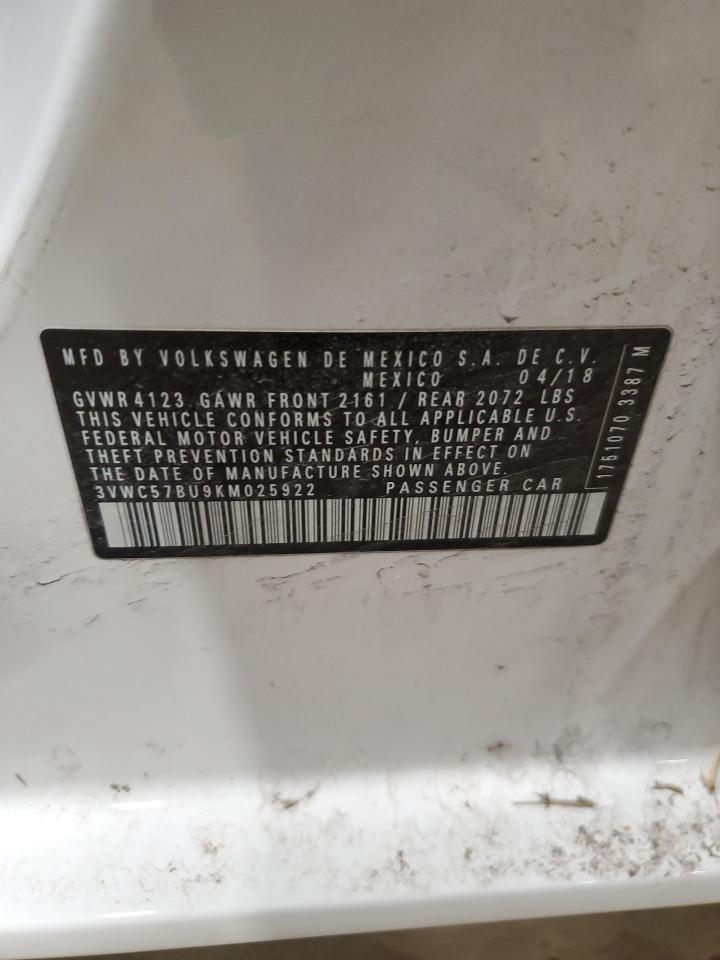 MFD BY VOLKSWAGEN DE MEXICO S.A. DE C.V.
MEXICO 04/18
GVWR 4123 GAWR FRONT 2161 / REAR 2072 LBS
THIS VEHICLE CONFORMS TO ALL APPLICABLE U.S.
FEDERAL MOTOR VEHICLE SAFETY, BUMPER AND
THEFT PREVENTION STANDARDS IN EFFECT ON
THE DATE OF MANUFACTURE SHOWN ABOVE.
3VWC57BU9KM025922 PASSENGER CAR
1751070 3387 M